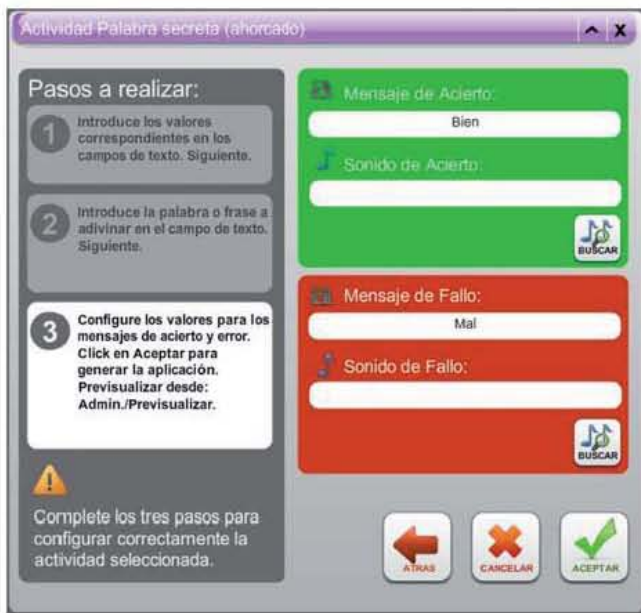 Actividad Palabra secreta (ahorcado)
X
Pasos a realizar:
1
Introduce los valores
correspondientes en los
campos de texto. Siguiente.
2
Introduce la palabra o frase a
adivinar en el campo de texto.
Siguiente.
3
Configure los valores para los
mensajes de acierto y error.
Click en Aceptar para
generar la aplicación.
Previsualizar desde:
Admin./Previsualizar.
Complete los tres pasos para
configurar correctamente la
actividad seleccionada.
Mensaje de Acierto:
Bien
Sonido de Acierto:
BUSCAR
Mensaje de Fallo:
Mal
Sonido de Fallo:
BUSCAR
ATRAS
CANCELAR
ACEPTAR